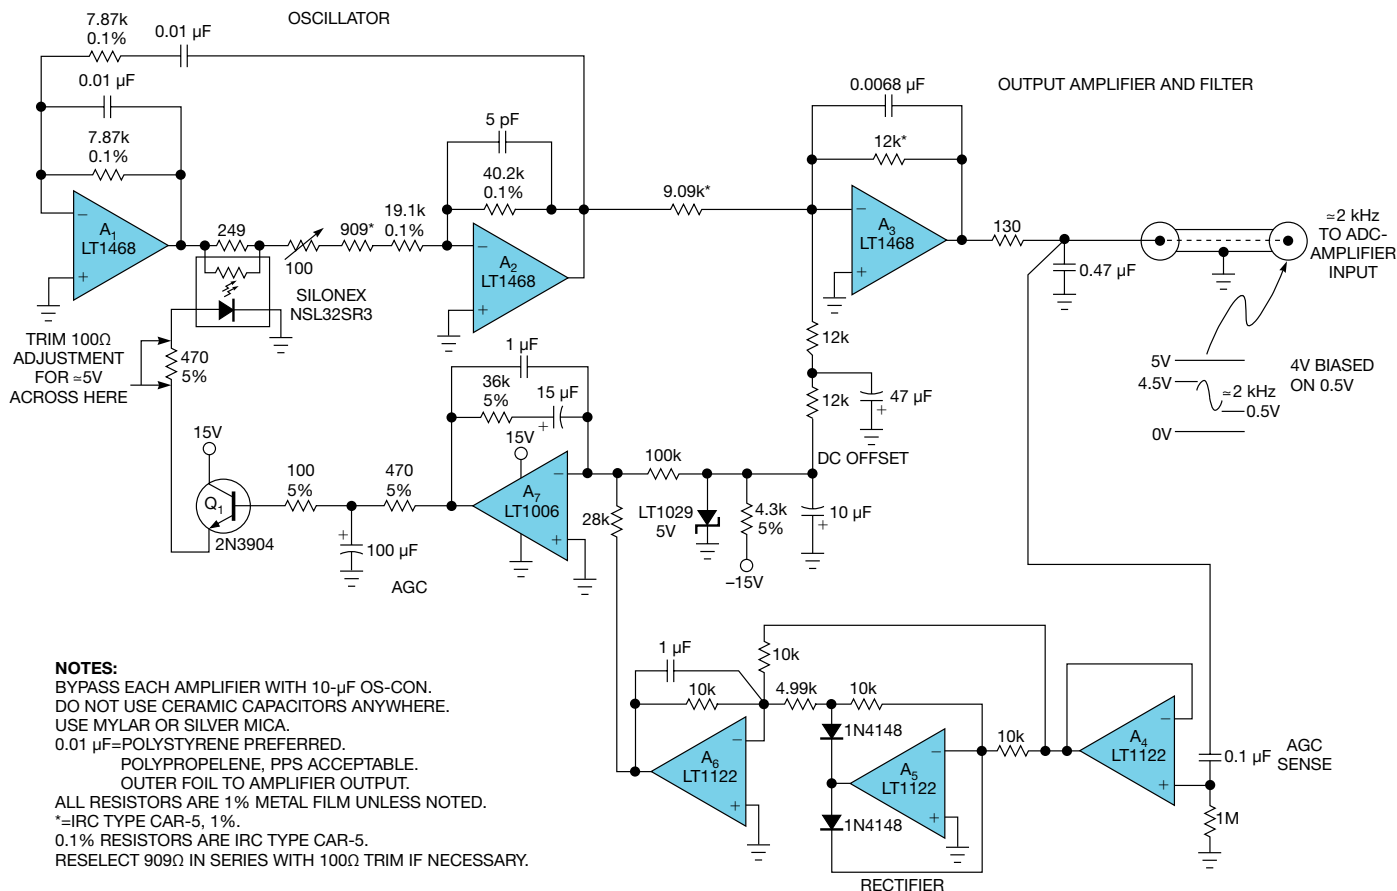 OSCILLATOR
7.87k
0.1%
0.01 µF
0.01 µF
7.87k
0.1%
A1
LT1468
−
+
249
100
909*
19.1k
0.1%
5 pF
40.2k
0.1%
A2
LT1468
−
+
SILONEX
NSL32SR3
TRIM 100Ω
ADJUSTMENT
FOR ≃5V
ACROSS HERE
470
5%
9.09k*
OUTPUT AMPLIFIER AND FILTER
0.0068 µF
12k*
A3
LT1468
−
+
130
0.47 µF
≃2 kHz
TO ADC-
AMPLIFIER
INPUT
5V
4.5V
≃2 kHz
0.5V
0V
4V BIASED
ON 0.5V
12k
12k
47 µF
+
DC OFFSET
1 µF
36k
5%
15 µF
+
15V
A7
LT1006
−
+
15V
Q1
2N3904
100
5%
470
5%
+
100 µF
AGC
100k
28k
LT1029
5V
4.3k
5%
−15V
10 µF
+
1 µF
10k
10k
4.99k
10k
A6
LT1122
−
+
1N4148
1N4148
A5
LT1122
−
+
10k
A4
LT1122
−
+
0.1 µF
AGC
SENSE
1M
RECTIFIER
NOTES:
BYPASS EACH AMPLIFIER WITH 10-µF OS-CON.
DO NOT USE CERAMIC CAPACITORS ANYWHERE.
USE MYLAR OR SILVER MICA.
0.01 µF=POLYSTYRENE PREFERRED.
POLYPROPELENE, PPS ACCEPTABLE.
OUTER FOIL TO AMPLIFIER OUTPUT.
ALL RESISTORS ARE 1% METAL FILM UNLESS NOTED.
*=IRC TYPE CAR-5, 1%.
0.1% RESISTORS ARE IRC TYPE CAR-5.
RESELECT 909Ω IN SERIES WITH 100Ω TRIM IF NECESSARY.